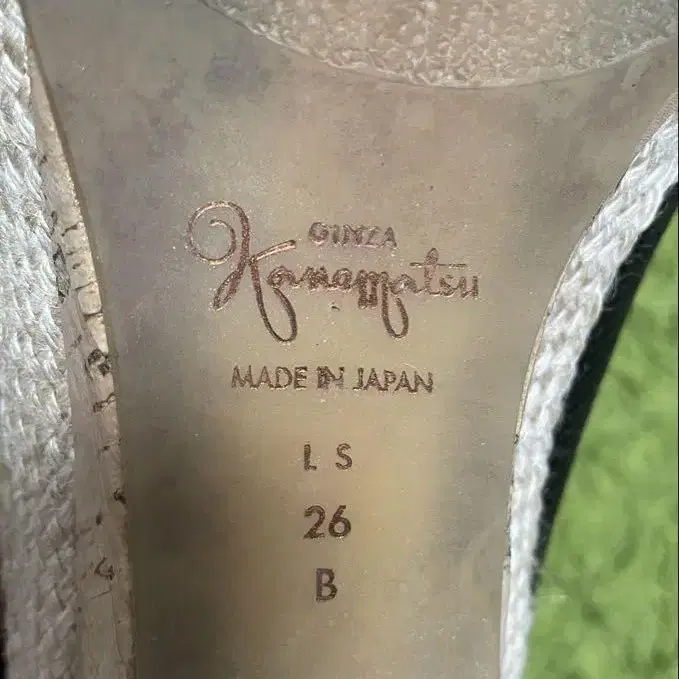 GINZA
Kanematsu
MADE IN JAPAN
L S
26
B